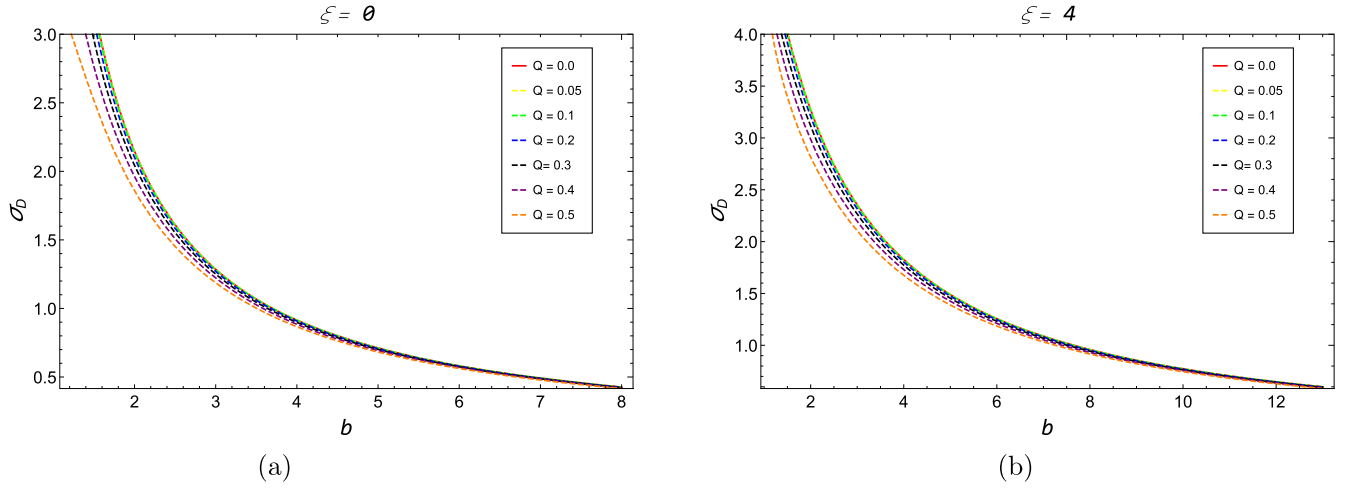 ξ = 0
3.0
2.5
2.0
1.5
1.0
0.5
σD
2 3 4 5 6 7 8
b
Q = 0.0
Q = 0.05
Q = 0.1
Q = 0.2
Q= 0.3
Q = 0.4
Q = 0.5
(a)
ξ = 4
4.0
3.5
3.0
2.5
2.0
1.5
1.0
σD
2 4 6 8 10 12
b
Q = 0.0
Q = 0.05
Q = 0.1
Q = 0.2
Q= 0.3
Q = 0.4
Q = 0.5
(b)